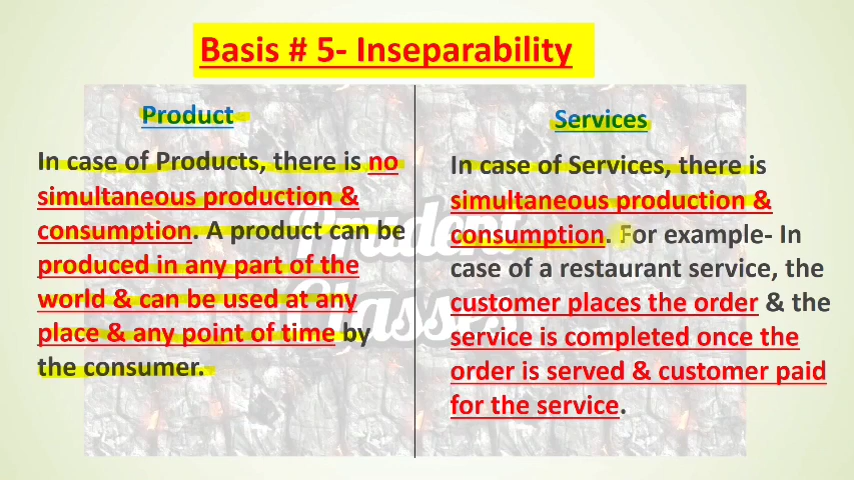 Basis # 5- Inseparability
Product
In case of Products, there is no
simultaneous production &
consumption. A product can be
produced in any part of the
world & can be used at any
place & any point of time by
the consumer.
Services
In case of Services, there is
simultaneous production &
consumption. For example- In
case of a restaurant service, the
customer places the order & the
service is completed once the
order is served & customer paid
for the service.
Prudent
Classes